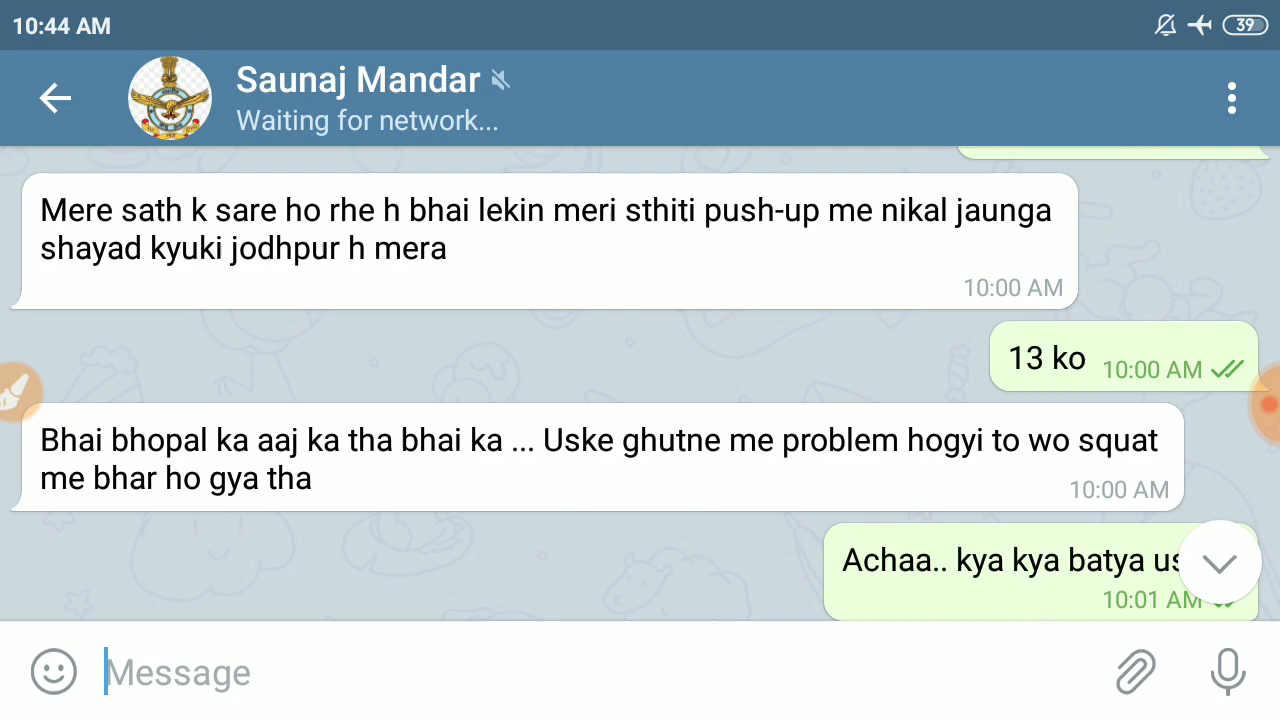 10:44 AM
39
Saunaj Mandar
Waiting for network...
Mere sath k sare ho rhe h bhai lekin meri sthiti push-up me nikal jaunga
shayad kyuki jodhpur h mera
10:00 AM
13 ko
10:00 AM
Bhai bhopal ka aaj ka tha bhai ka ... Uske ghutne me problem hogyi to wo squat
me bhar ho gya tha
10:00 AM
Achaa.. kya kya batya
10:01 AM
Message